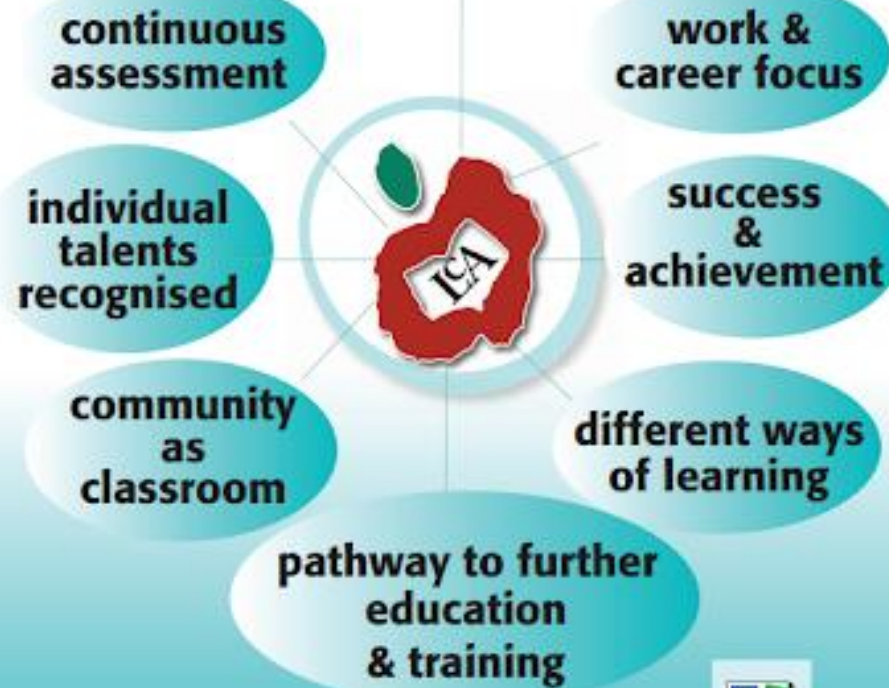 continuous
assessment
work &
career focus
individual
talents
recognised
success
&
achievement
LCA
community
as
classroom
different ways
of learning
pathway to further
education
& training